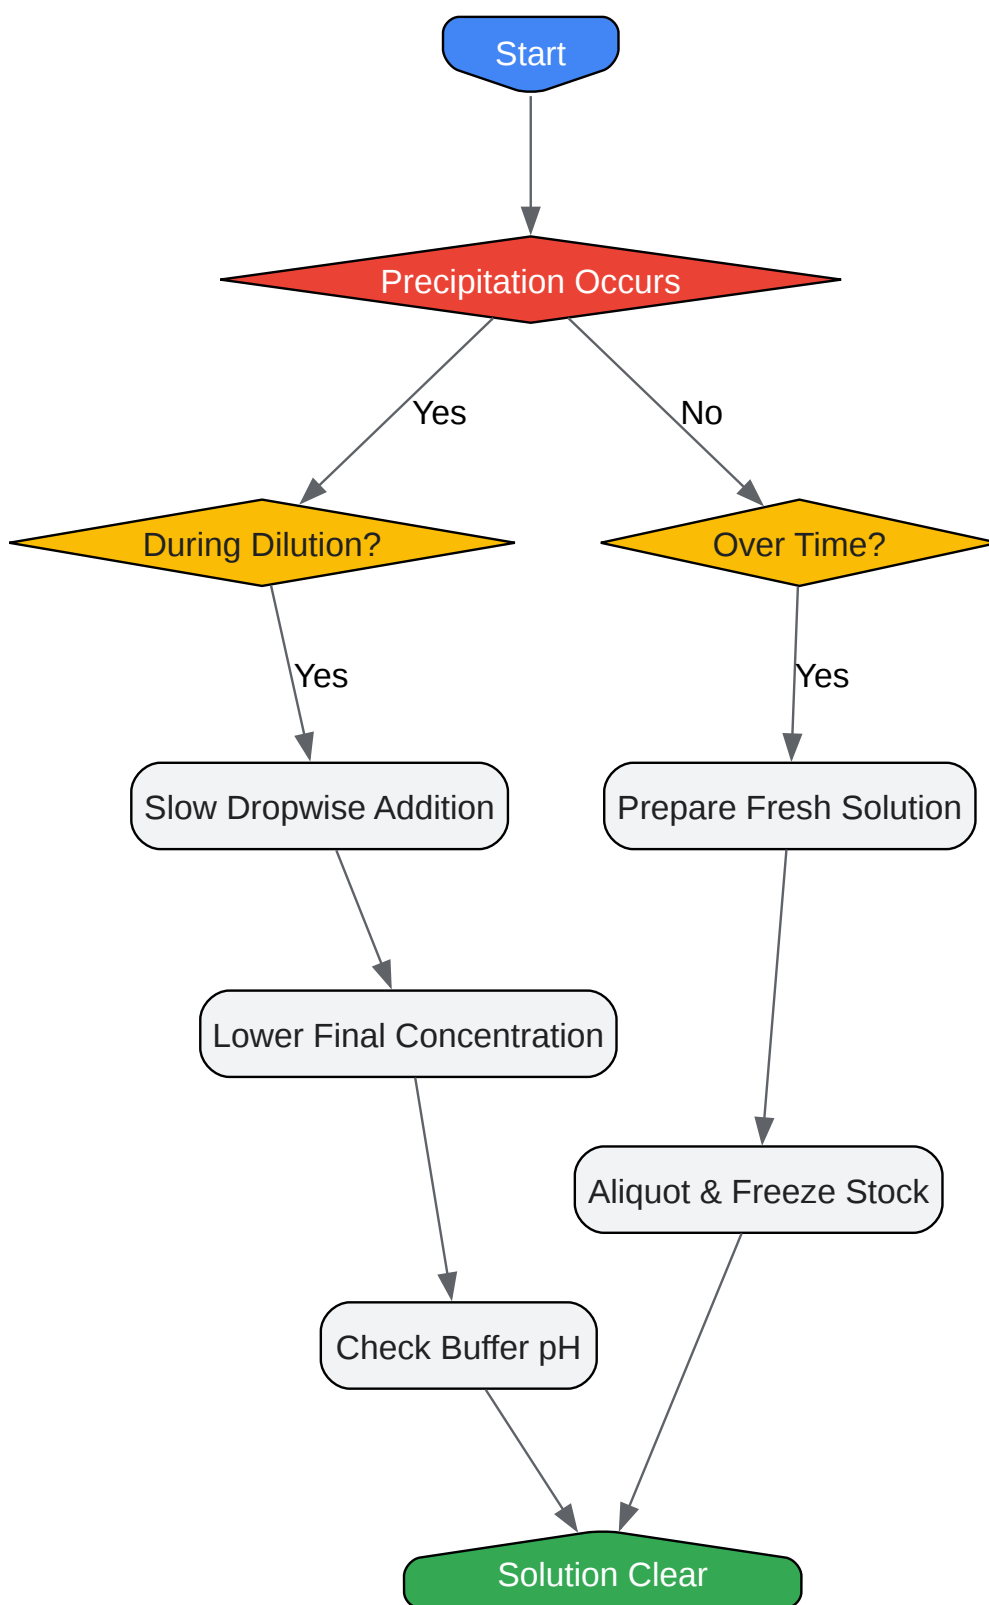 Start
Precipitation Occurs
Yes
No
During Dilution?
Over Time?
Yes
Yes
Slow Dropwise Addition
Prepare Fresh Solution
Lower Final Concentration
Aliquot & Freeze Stock
Check Buffer pH
Solution Clear